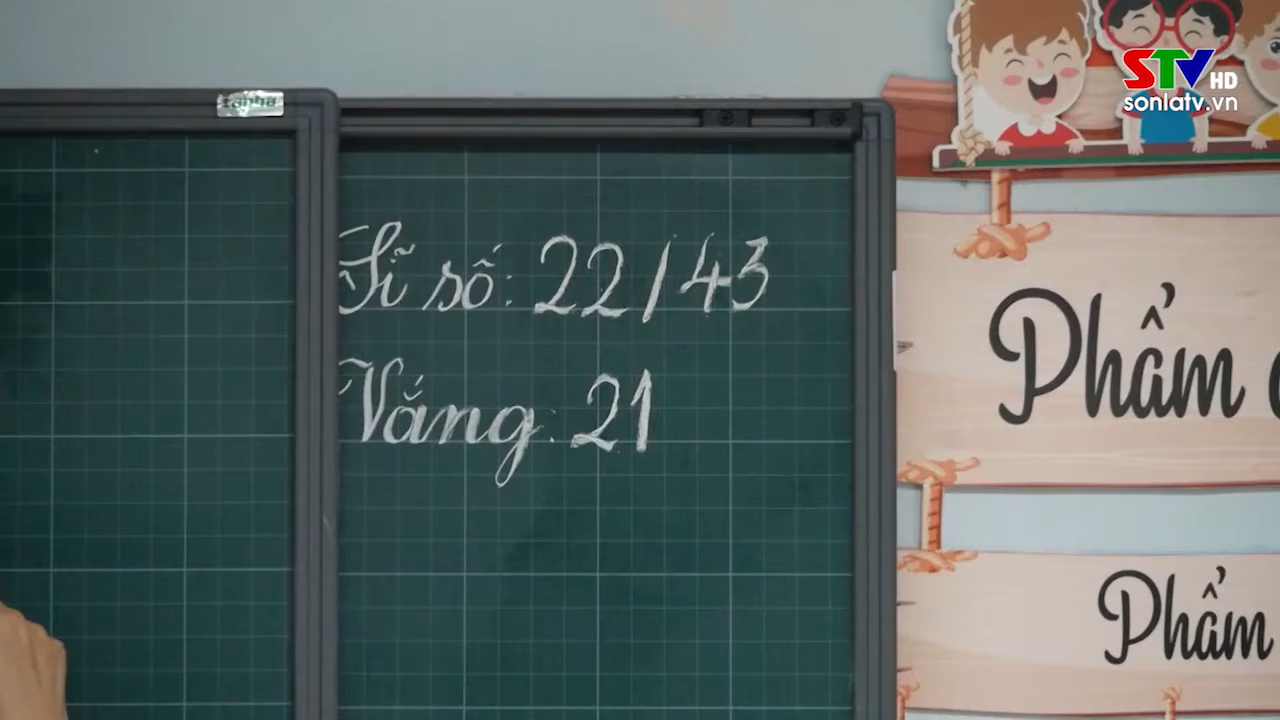 STV HD
sonlatv.vn
Sĩ số: 22/43
Vắng: 21
Phẩm
Phẩm